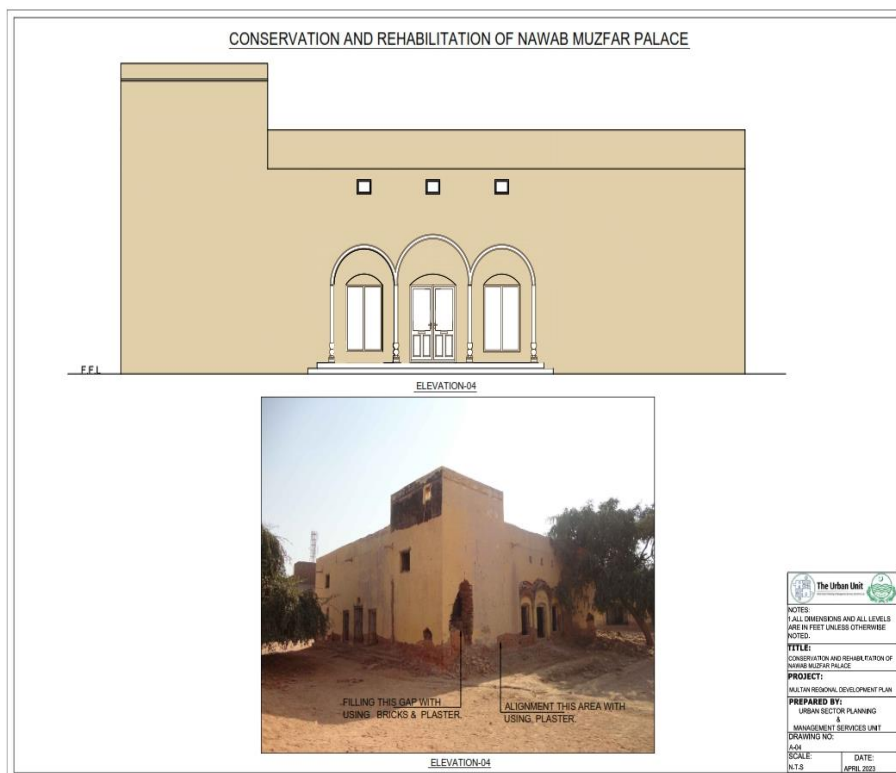 CONSERVATION AND REHABILITATION OF NAWAB MUZFAR PALACE
F.F.L
ELEVATION-04
FILLING THIS GAP WITH
USING BRICKS & PLASTER.
ALIGNMENT THIS AREA WITH
USING PLASTER.
ELEVATION-04
The Urban Unit
NOTES:
1.ALL DIMENSIONS AND ALL LEVELS
ARE IN FEET UNLESS OTHERWISE
NOTED.
TITLE:
CONSERVATION AND REHABILITATION OF
NAWAB MUZFAR PALACE
PROJECT:
MULTAN REGIONAL DEVELOPMENT PLAN
PREPARED BY:
URBAN SECTOR PLANNING
&
MANAGEMENT SERVICES UNIT
DRAWING NO:
A-04
SCALE:
N.T.S
DATE:
APRIL 2023